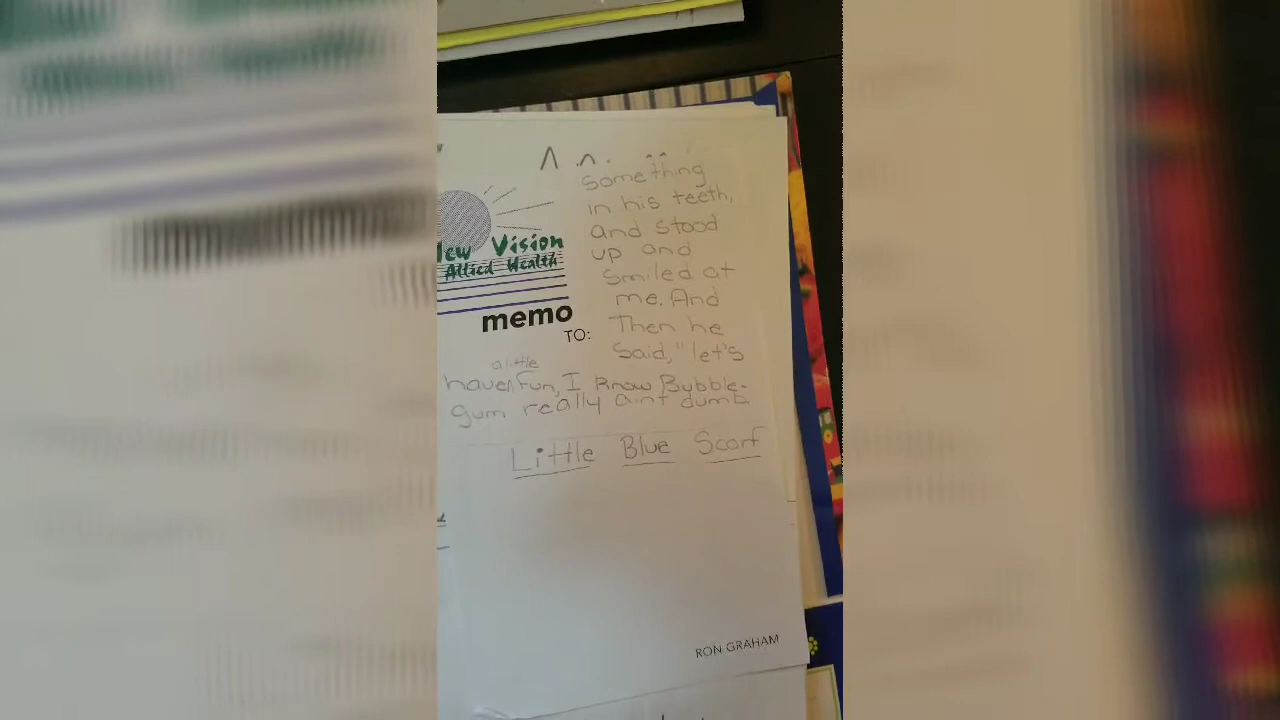 Something
in his teeth,
and stood
up and
Smiled at
me. And
Then he
Said, "let's
a little
have fun, I know Bubble-
gum really aint dumb.
Little Blue Scarf
New Vision
Allied Health
memo
TO:
RON GRAHAM